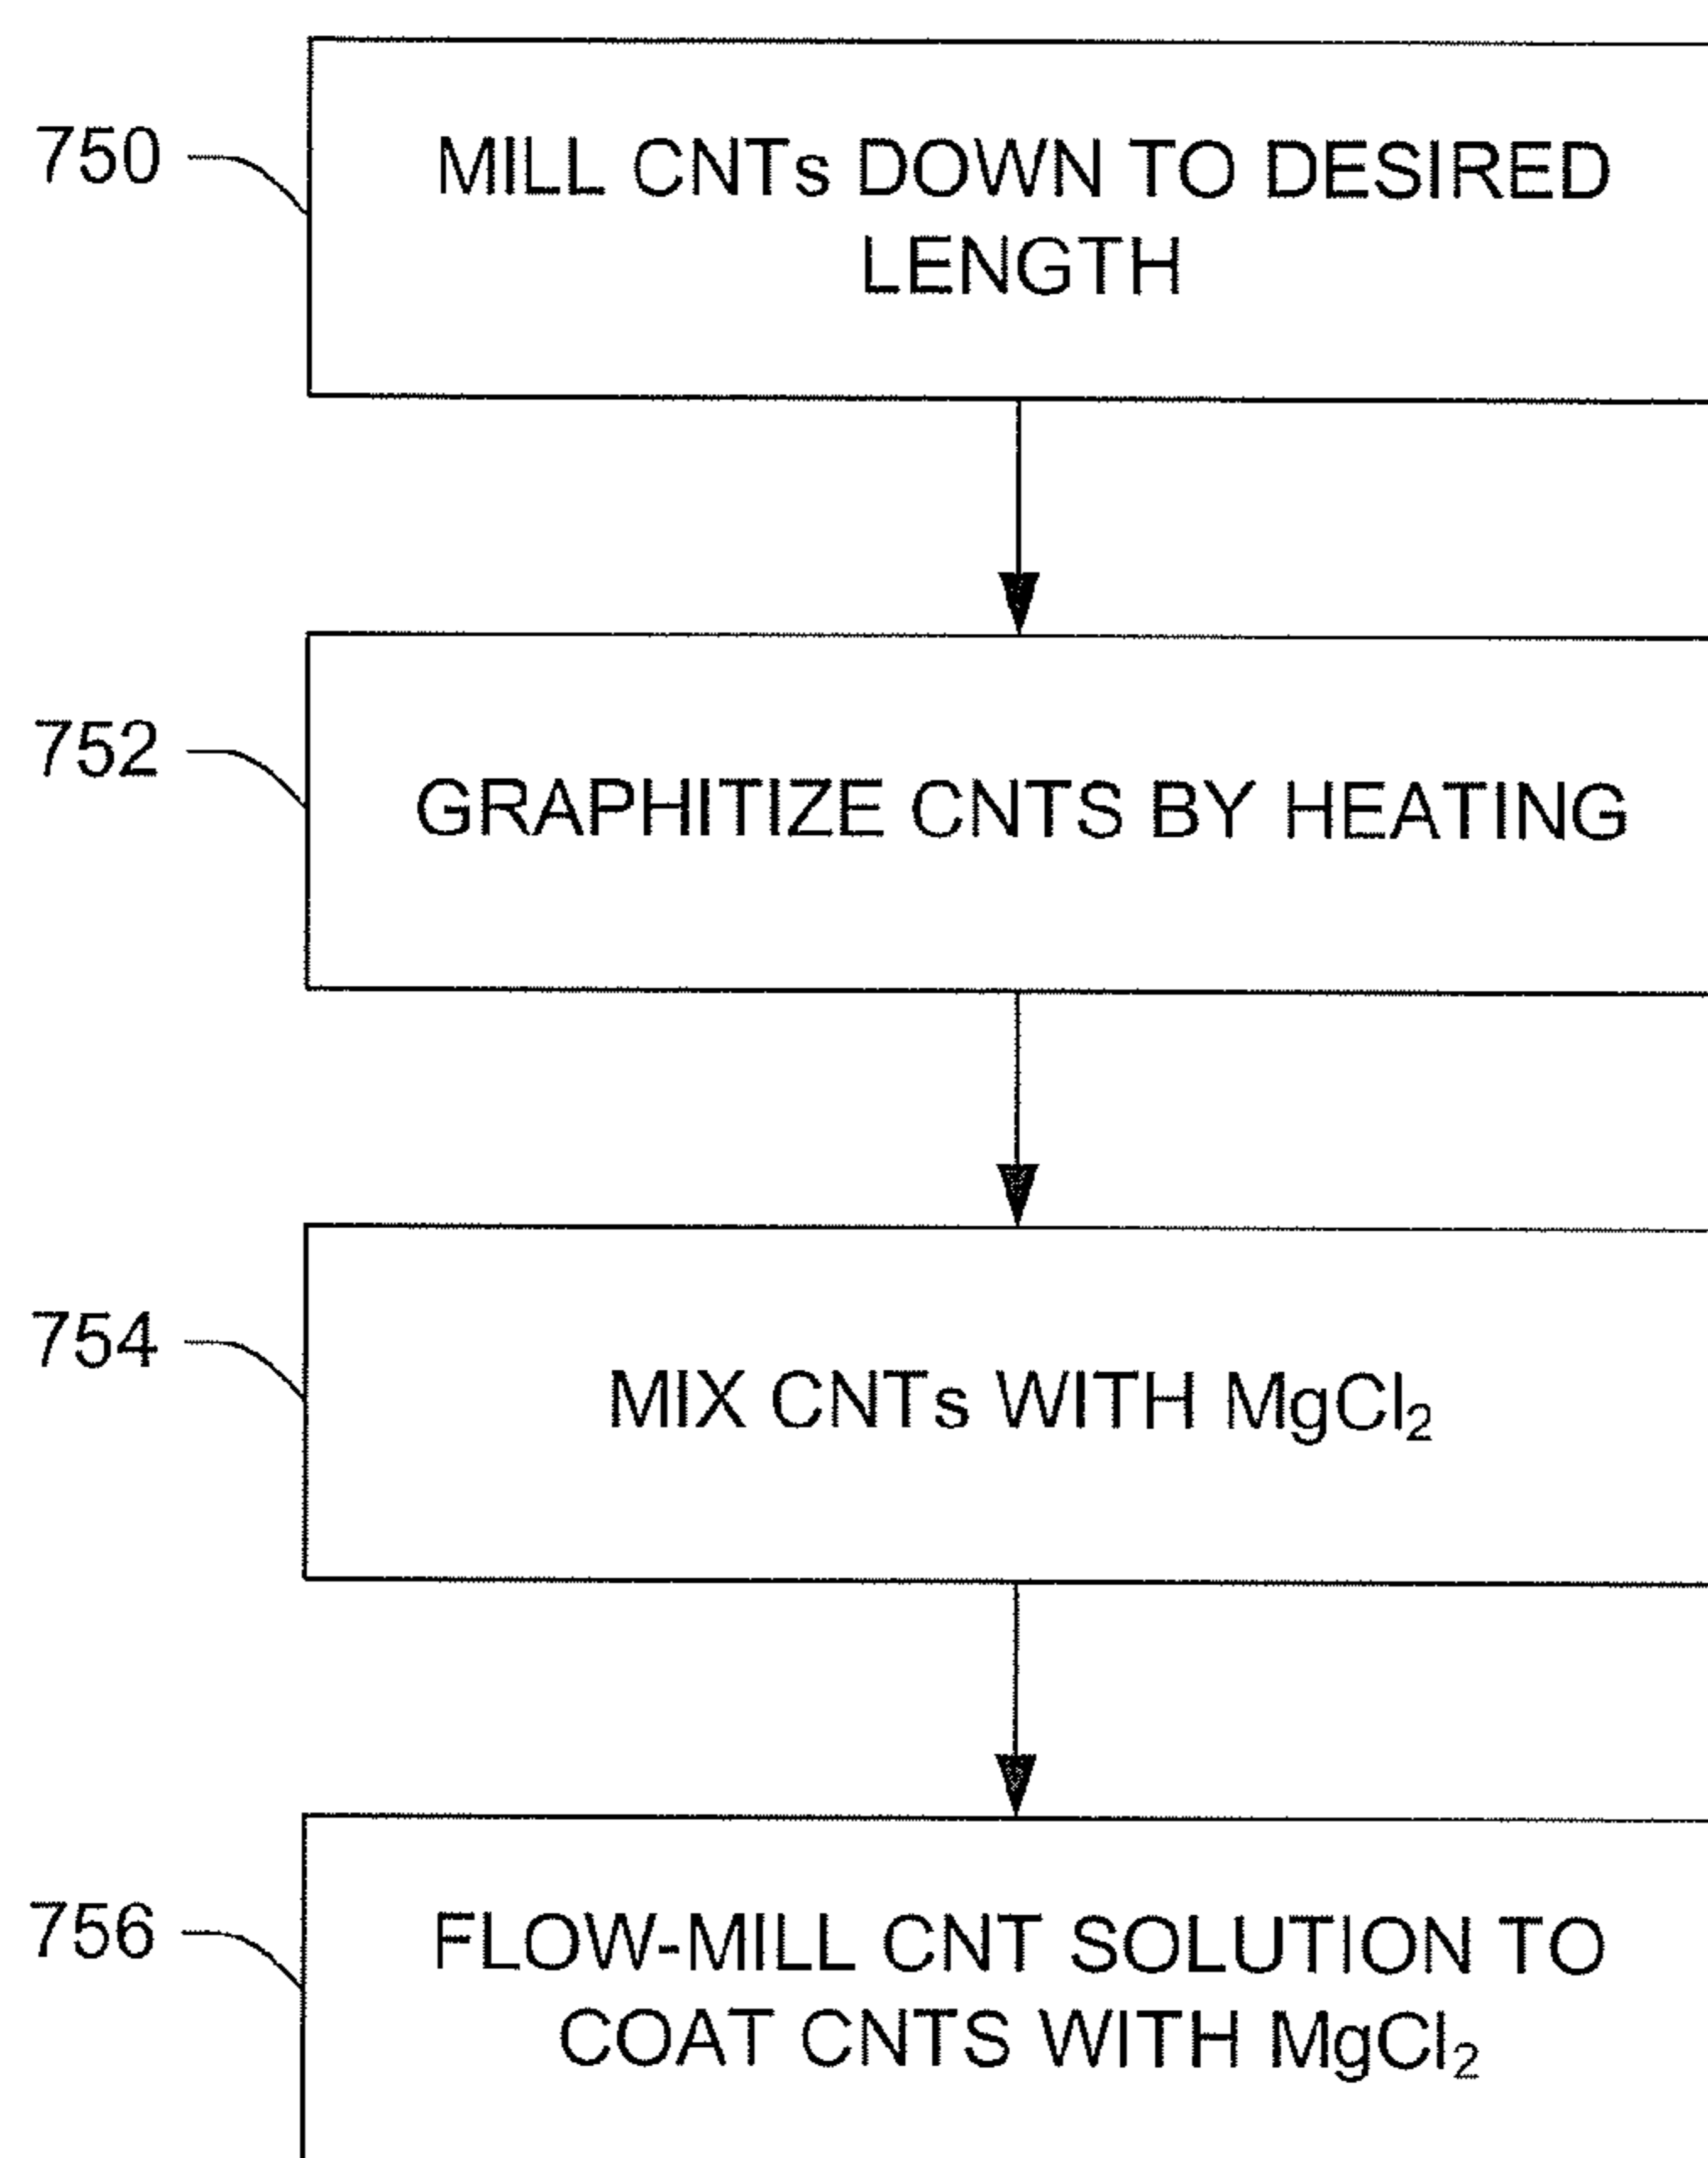 750
MILL CNTs DOWN TO DESIRED
LENGTH
752
GRAPHITIZE CNTS BY HEATING
754
MIX CNTs WITH MgCl₂
756
FLOW-MILL CNT SOLUTION TO
COAT CNTS WITH MgCl₂